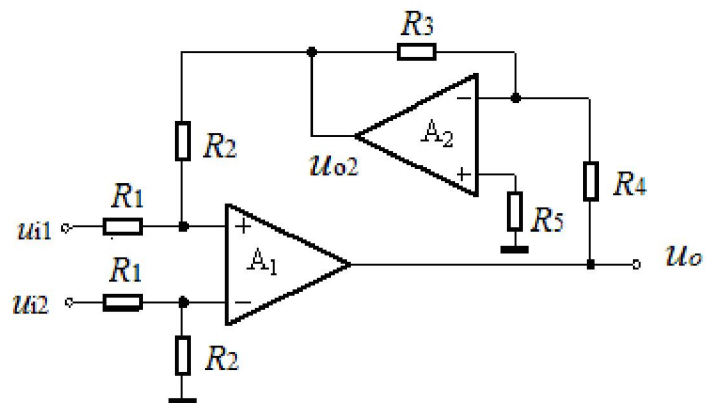 R3
−
A2
R2
uo2
+
R4
R1
R5
ui1
+
A1
uo
R1
ui2
−
R2